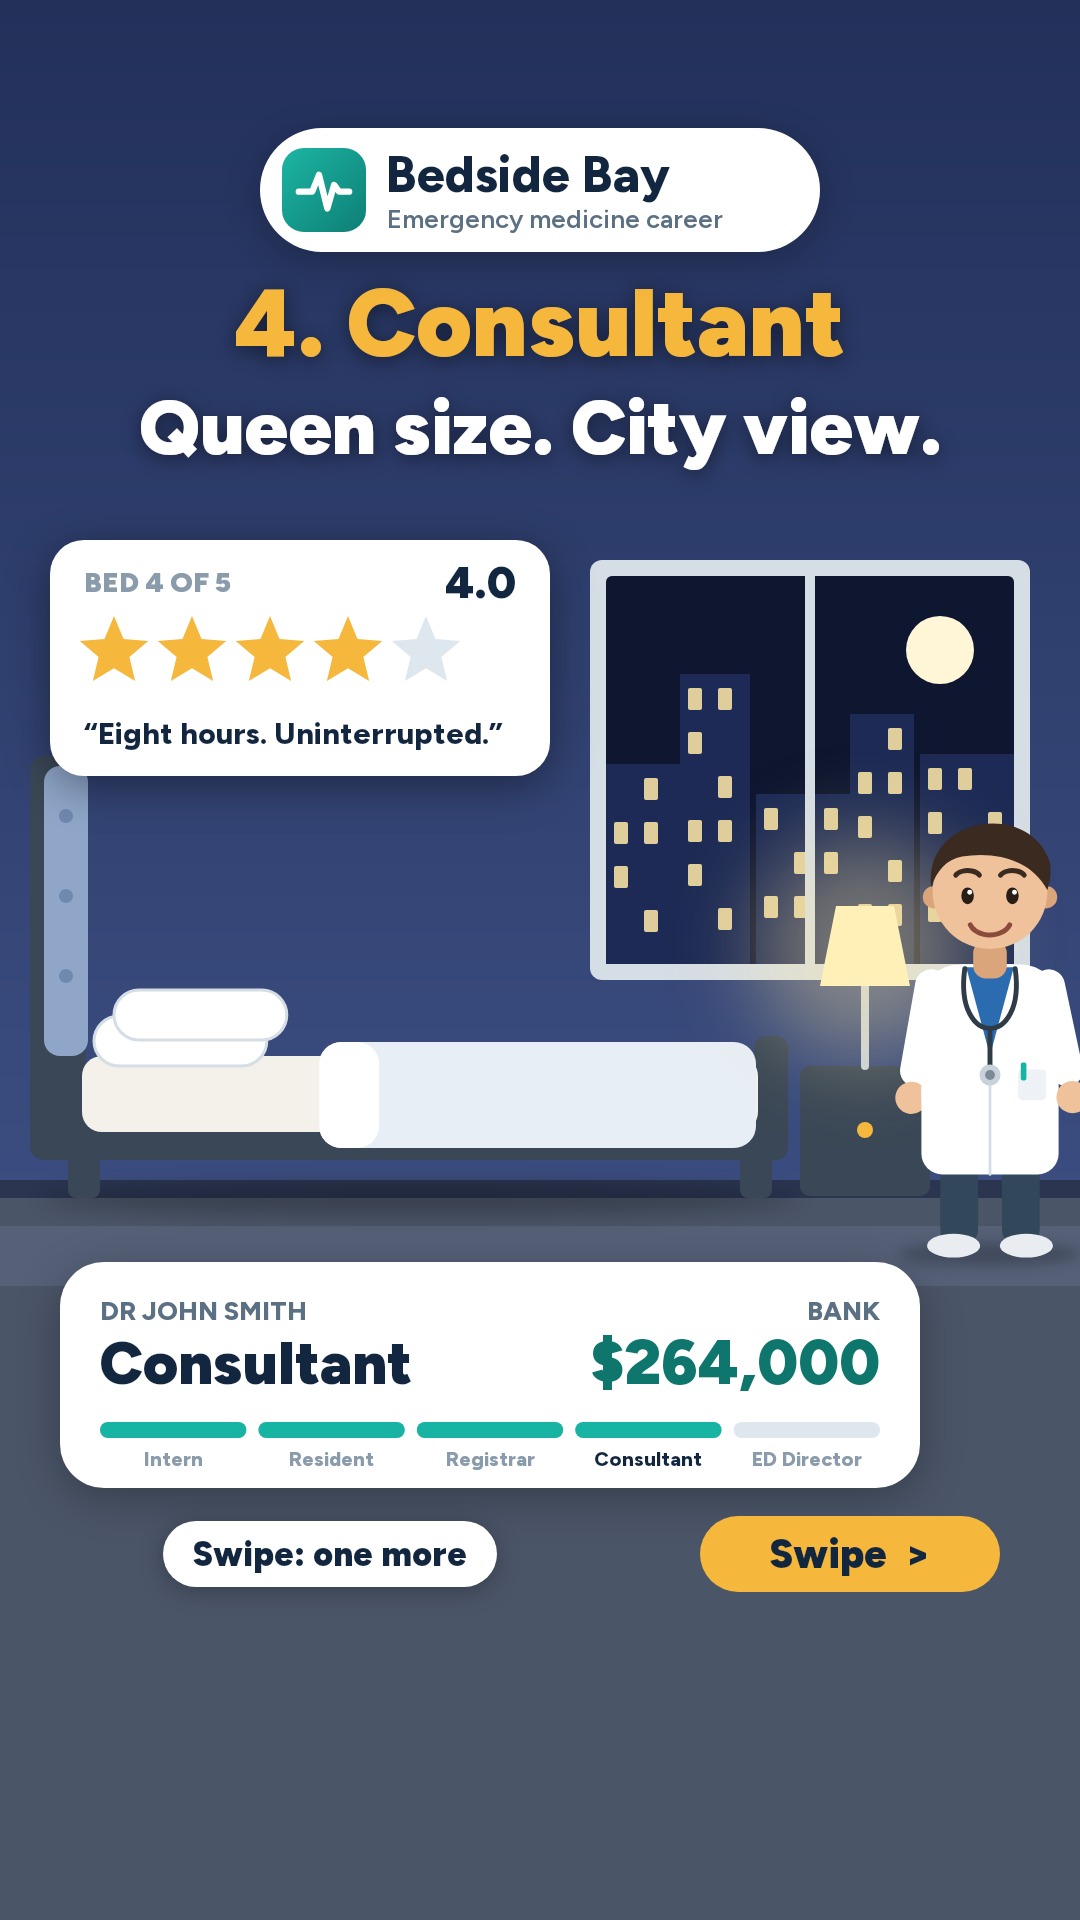 Bedside Bay
Emergency medicine career
4. Consultant
Queen size. City view.
BED 4 OF 5
4.0
“Eight hours. Uninterrupted.”
DR JOHN SMITH
BANK
Consultant
$264,000
Intern
Resident
Registrar
Consultant
ED Director
Swipe: one more
Swipe >